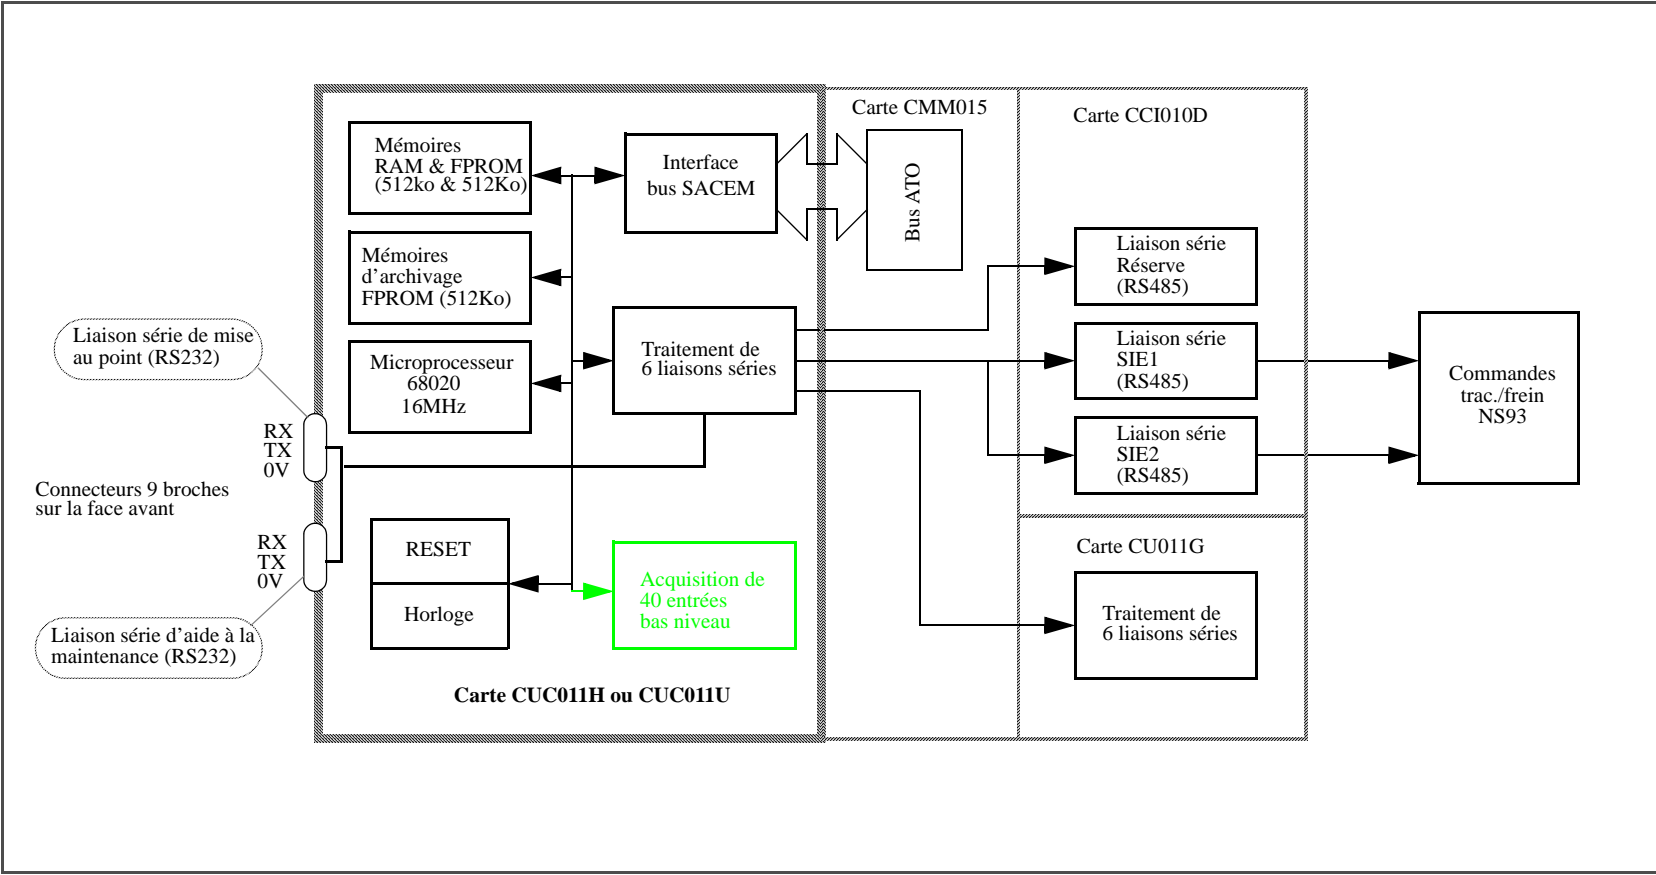 Carte CMM015
Carte CCI010D
Mémoires
RAM & FPROM
(512ko & 512Ko)
Interface
bus SACEM
Bus ATO
Mémoires
d'archivage
FPROM (512Ko)
Liaison série
Réserve
(RS485)
Liaison série de mise
au point (RS232)
Microprocesseur
68020
16MHz
Traitement de
6 liaisons séries
Liaison série
SIE1
(RS485)
Commandes
trac./frein
NS93
Liaison série
SIE2
(RS485)
RX
TX
0V
Connecteurs 9 broches
sur la face avant
RX
TX
0V
RESET
Horloge
Acquisition de
40 entrées
bas niveau
Carte CU011G
Traitement de
6 liaisons séries
Liaison série d'aide à la
maintenance (RS232)
Carte CUC011H ou CUC011U